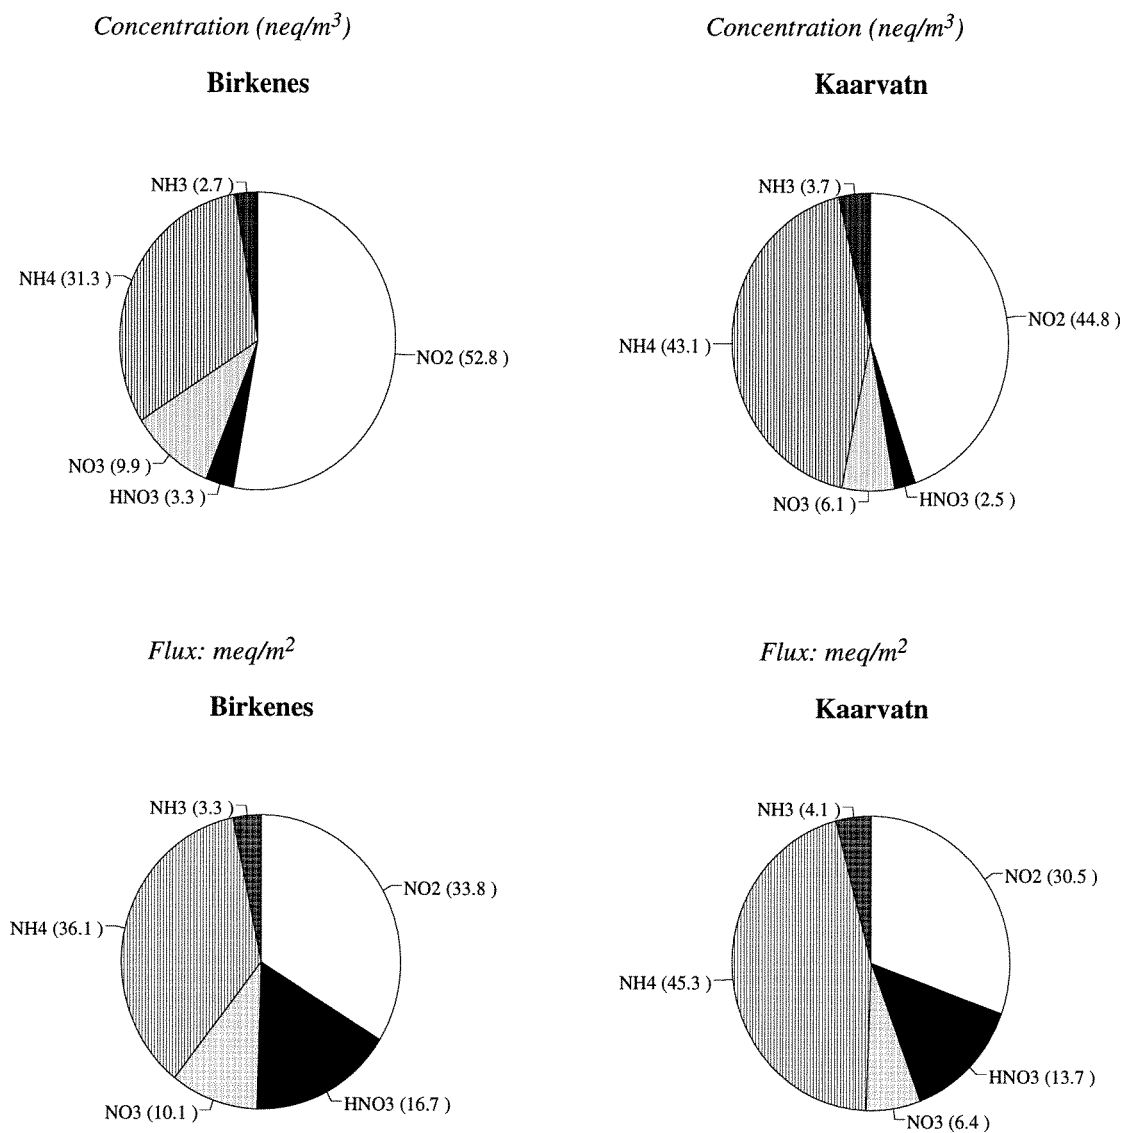 Concentration (neq/m3)
Birkenes
NH3 (2.7 )
NH4 (31.3 )
NO2 (52.8 )
NO3 (9.9 )
HNO3 (3.3 )
Concentration (neq/m3)
Kaarvatn
NH3 (3.7 )
NO2 (44.8 )
NH4 (43.1 )
NO3 (6.1 )
HNO3 (2.5 )
Flux: meq/m2
Birkenes
NH3 (3.3 )
NO2 (33.8 )
NH4 (36.1 )
NO3 (10.1 )
HNO3 (16.7 )
Flux: meq/m2
Kaarvatn
NH3 (4.1 )
NO2 (30.5 )
NH4 (45.3 )
HNO3 (13.7 )
NO3 (6.4 )